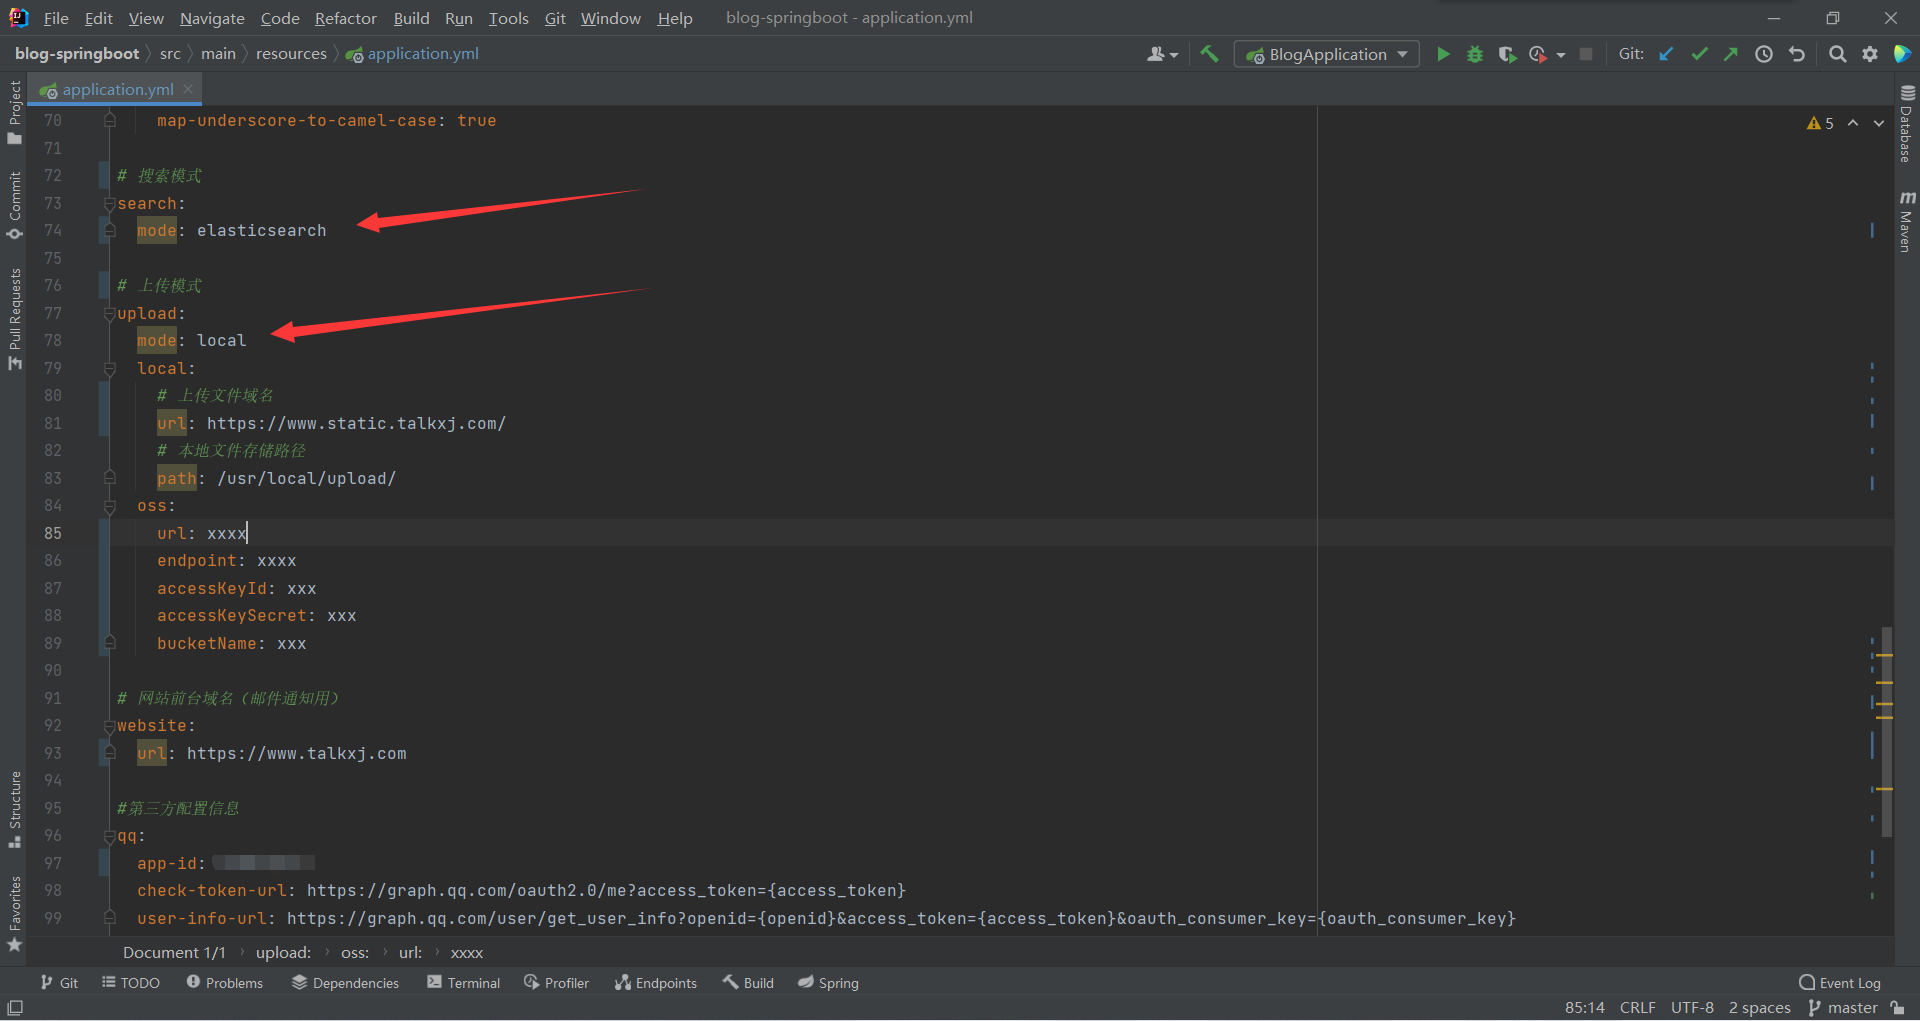 File Edit View Navigate Code Refactor Build Run Tools Git Window Help blog-springboot - application.yml
blog-springboot src main resources application.yml BlogApplication Git:
application.yml
Project
Commit
Pull Requests
Structure
Favorites
Database
Maven
5
70 map-underscore-to-camel-case: true
71
72 # 搜索模式
73 search:
74 mode: elasticsearch
75
76 # 上传模式
77 upload:
78 mode: local
79 local:
80 # 上传文件域名
81 url: https://www.static.talkxj.com/
82 # 本地文件存储路径
83 path: /usr/local/upload/
84 oss:
85 url: xxxx
86 endpoint: xxxx
87 accessKeyId: xxx
88 accessKeySecret: xxx
89 bucketName: xxx
90
91 # 网站前台域名（邮件通知用）
92 website:
93 url: https://www.talkxj.com
94
95 #第三方配置信息
96 qq:
97 app-id:
98 check-token-url: https://graph.qq.com/oauth2.0/me?access_token={access_token}
99 user-info-url: https://graph.qq.com/user/get_user_info?openid={openid}&access_token={access_token}&oauth_consumer_key={oauth_consumer_key}
Document 1/1 upload: oss: url: xxxx
Git TODO Problems Dependencies Terminal Profiler Endpoints Build Spring Event Log
85:14 CRLF UTF-8 2 spaces master